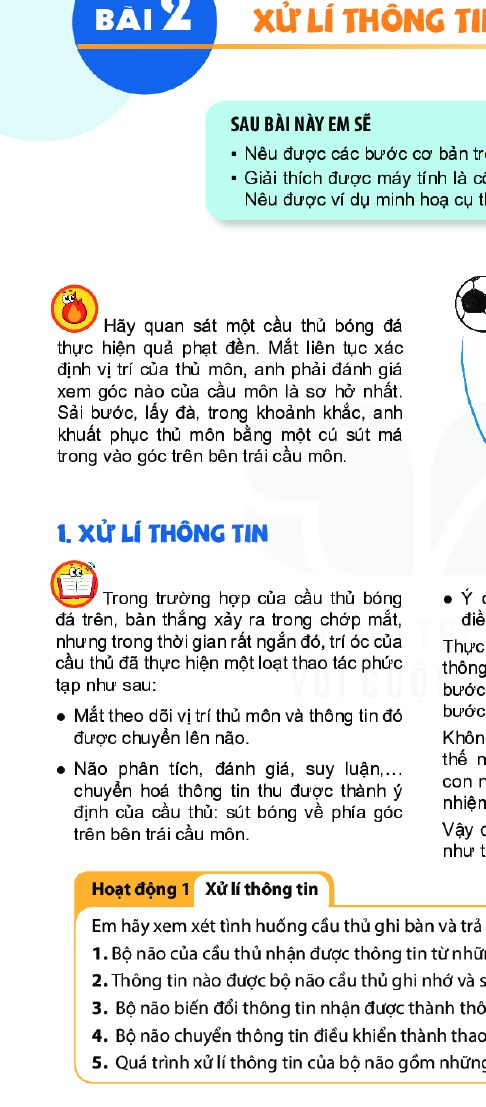 BÀI 2
XỬ LÍ THÔNG TI
SAU BÀI NÀY EM SẼ
▪ Nêu được các bước cơ bản tr
▪ Giải thích được máy tính là c
Nêu được ví dụ minh hoạ cụ t
Hãy quan sát một cầu thủ bóng đá
thực hiện quả phạt đền. Mắt liên tục xác
định vị trí của thủ môn, anh phải đánh giá
xem góc nào của cầu môn là sơ hở nhất.
Sải bước, lấy đà, trong khoảnh khắc, anh
khuất phục thủ môn bằng một cú sút má
trong vào góc trên bên trái cầu môn.
1. XỬ LÍ THÔNG TIN
Trong trường hợp của cầu thủ bóng
đá trên, bàn thắng xảy ra trong chớp mắt,
nhưng trong thời gian rất ngắn đó, trí óc của
cầu thủ đã thực hiện một loạt thao tác phức
tạp như sau:
● Mắt theo dõi vị trí thủ môn và thông tin đó
được chuyển lên não.
● Não phân tích, đánh giá, suy luận,...
chuyển hoá thông tin thu được thành ý
định của cầu thủ: sút bóng về phía góc
trên bên trái cầu môn.
● Ý
điề
Thực
thông
bước
bước
Khôn
thế n
con n
nhiệm
Vậy
như t
Hoạt động 1 Xử lí thông tin
Em hãy xem xét tình huống cầu thủ ghi bàn và trả
1. Bộ não của cầu thủ nhận được thông tin từ nhữ
2. Thông tin nào được bộ não cầu thủ ghi nhớ và s
3. Bộ não biến đổi thông tin nhận được thành thô
4. Bộ não chuyển thông tin điều khiển thành thao
5. Quá trình xử lí thông tin của bộ não gồm những